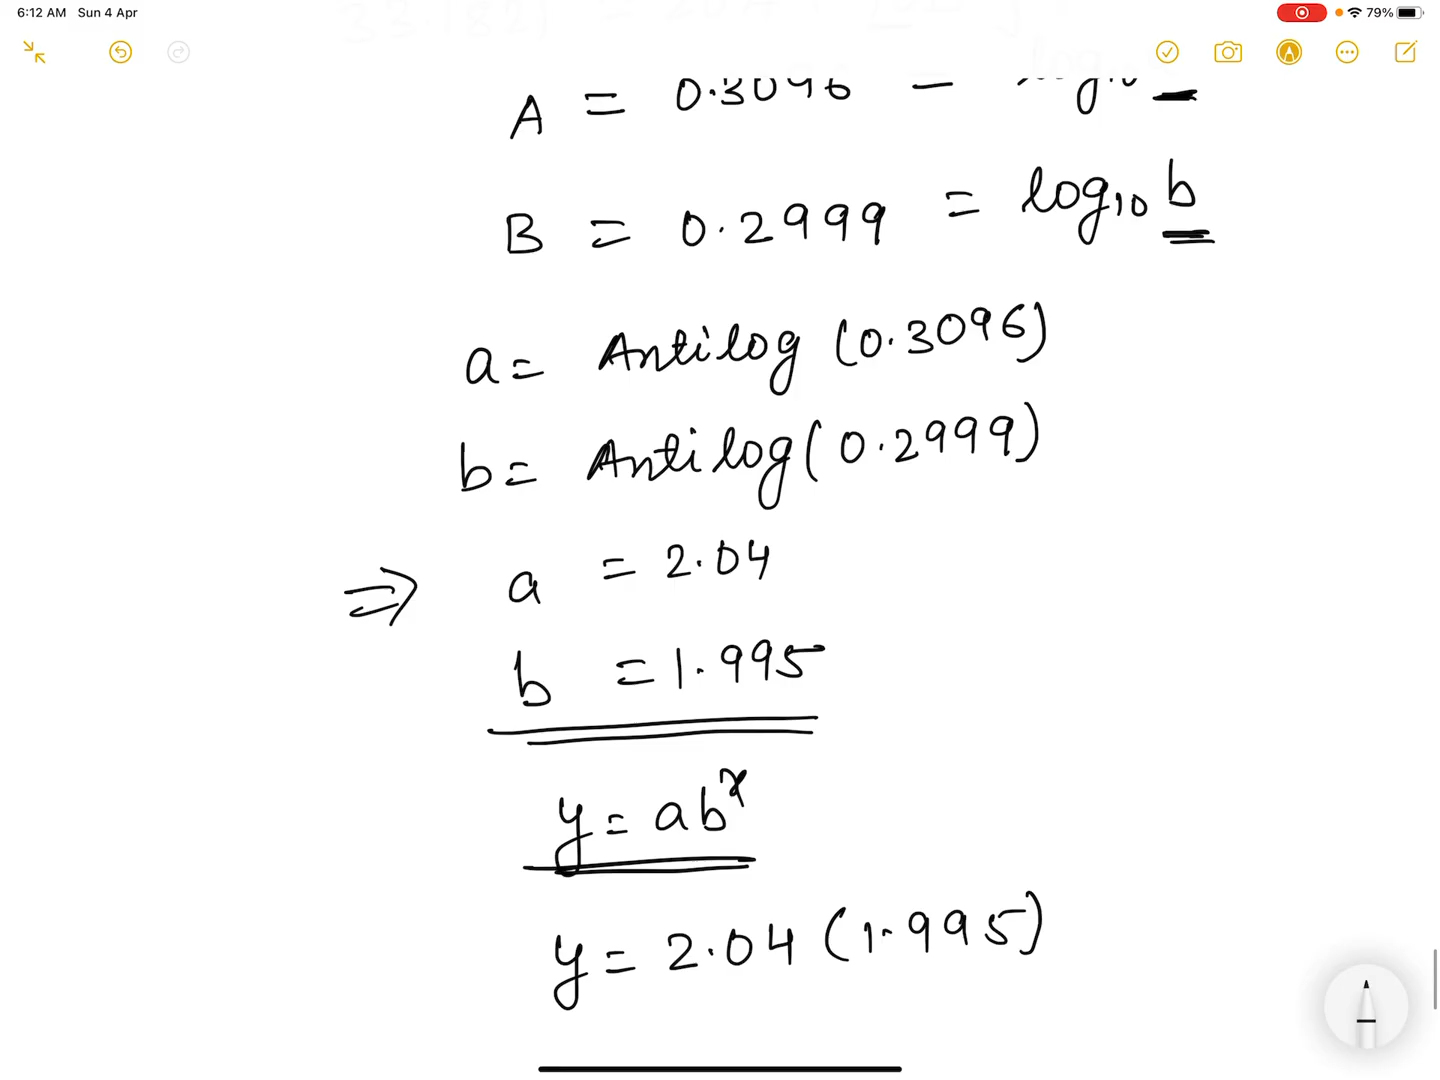 6:12 AM Sun 4 Apr
79%
A = 0.3096 =
B = 0.2999 = log10 b
a = Antilog (0.3096)
b = Antilog (0.2999)
⇒ a = 2.04
b = 1.995
y = ab^x
y = 2.04 (1.995)